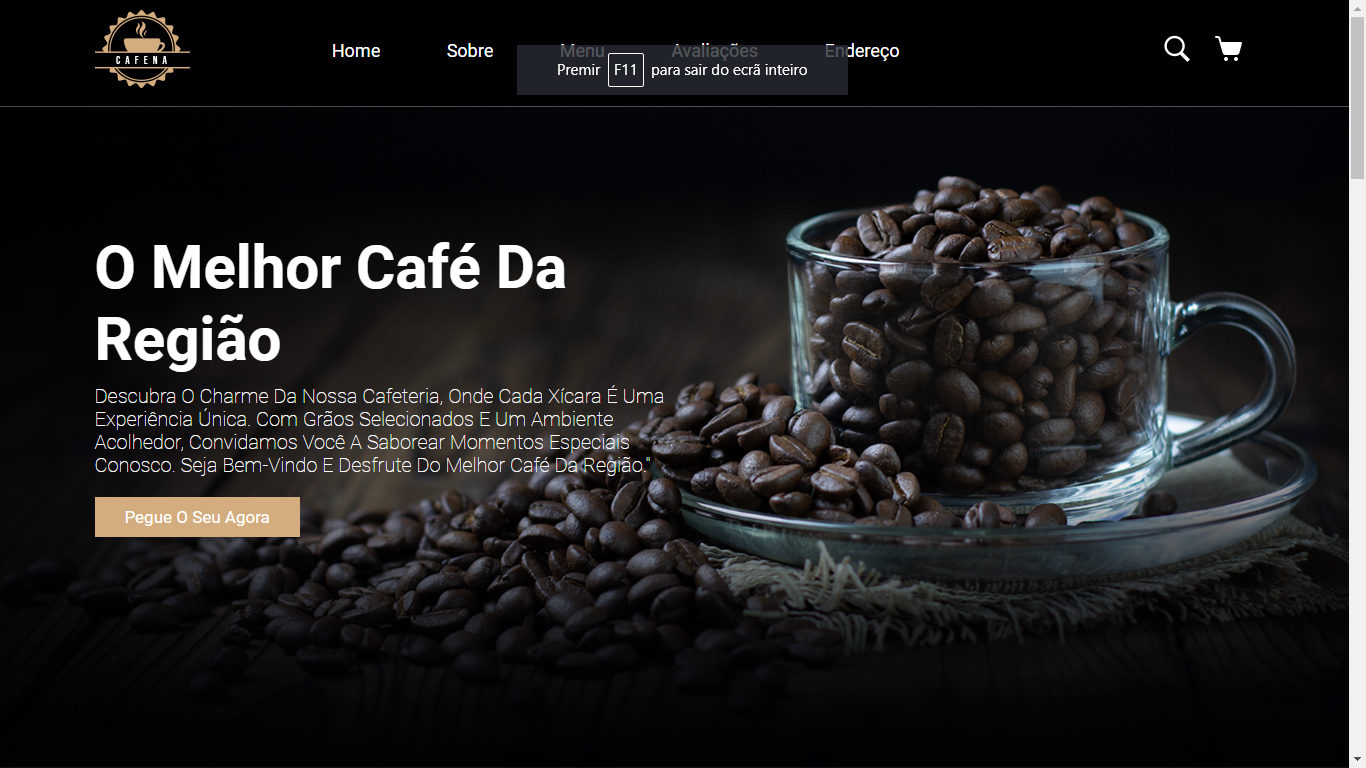 CAFENA
Home Sobre Menu Avaliações Endereço
Premir F11 para sair do ecrã inteiro
O Melhor Café Da
Região
Descubra O Charme Da Nossa Cafeteria, Onde Cada Xícara É Uma
Experiência Única. Com Grãos Selecionados E Um Ambiente
Acolhedor, Convidamos Você A Saborear Momentos Especiais
Conosco. Seja Bem-Vindo E Desfrute Do Melhor Café Da Região."
Pegue O Seu Agora